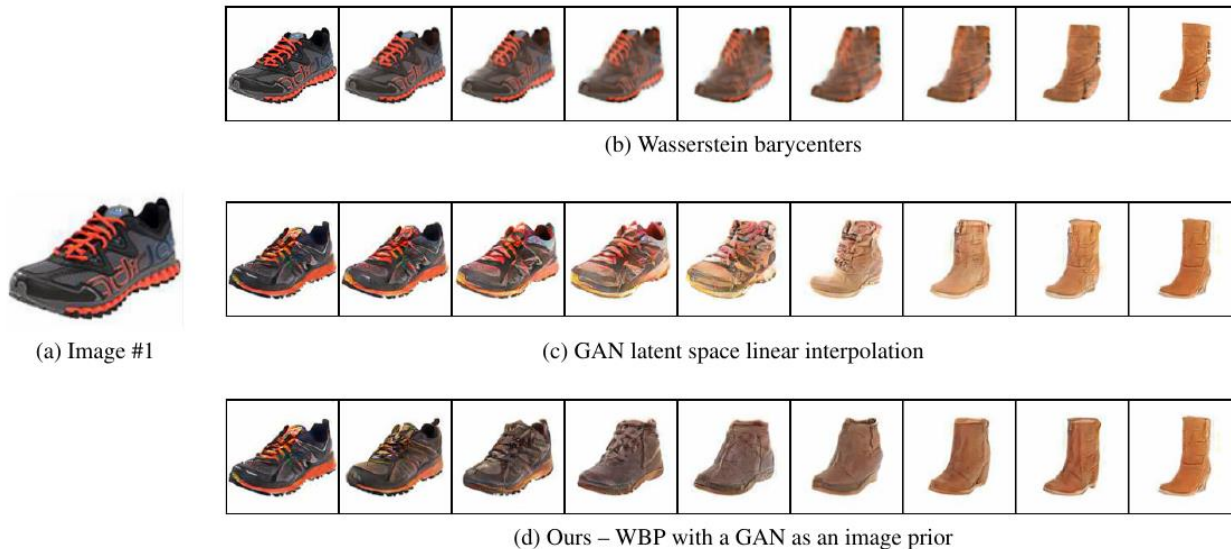 (b) Wasserstein barycenters
(a) Image #1
(c) GAN latent space linear interpolation
(d) Ours – WBP with a GAN as an image prior